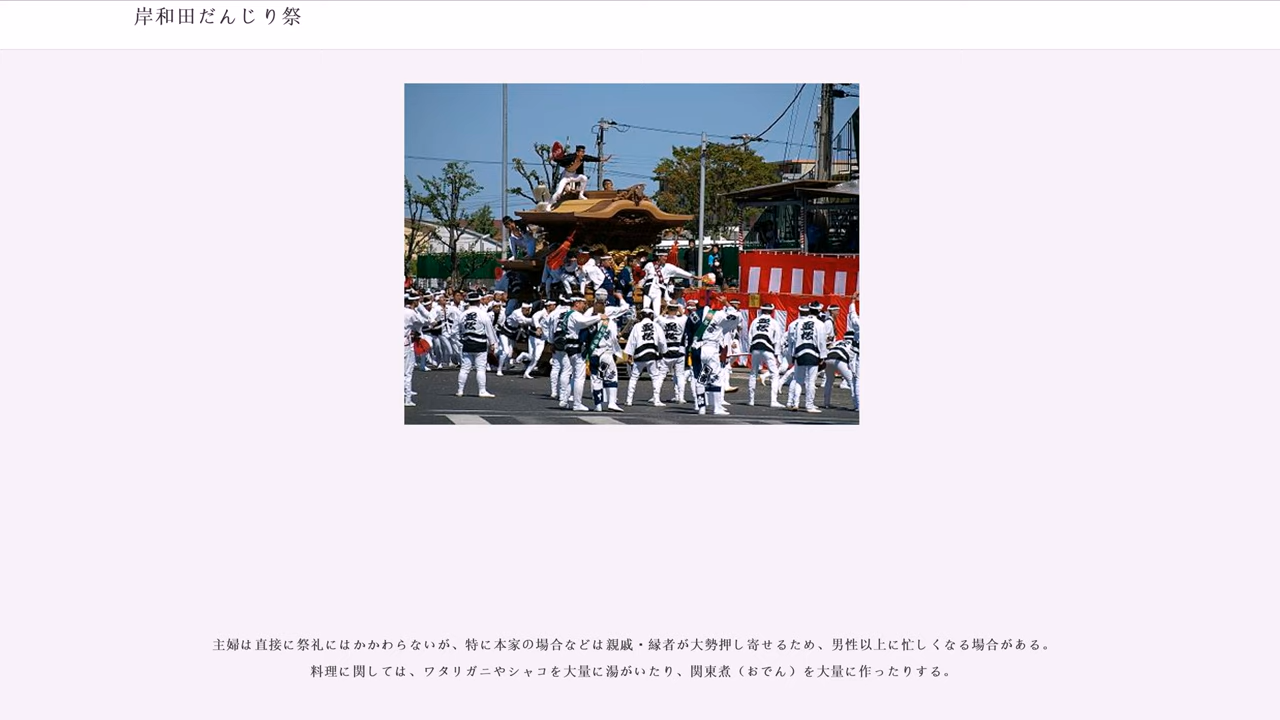 岸和田だんじり祭
主婦は直接に祭礼にはかかわらないが、特に本家の場合などは親戚・縁者が大勢押し寄せるため、男性以上に忙しくなる場合がある。
料理に関しては、ワタリガニやシャコを大量に湯がいたり、関東煮（おでん）を大量に作ったりする。